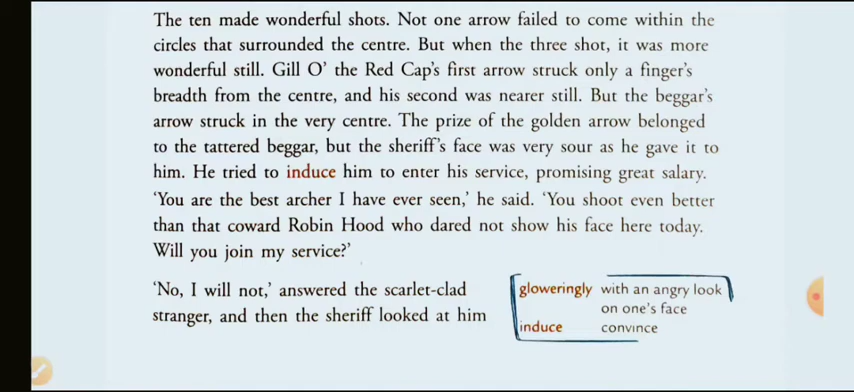 The ten made wonderful shots. Not one arrow failed to come within the
circles that surrounded the centre. But when the three shot, it was more
wonderful still. Gill O’ the Red Cap’s first arrow struck only a finger’s
breadth from the centre, and his second was nearer still. But the beggar’s
arrow struck in the very centre. The prize of the golden arrow belonged
to the tattered beggar, but the sheriff’s face was very sour as he gave it to
him. He tried to induce him to enter his service, promising great salary.
‘You are the best archer I have ever seen,’ he said. ‘You shoot even better
than that coward Robin Hood who dared not show his face here today.
Will you join my service?’
‘No, I will not,’ answered the scarlet-clad
stranger, and then the sheriff looked at him
gloweringly with an angry look
on one’s face
induce convince